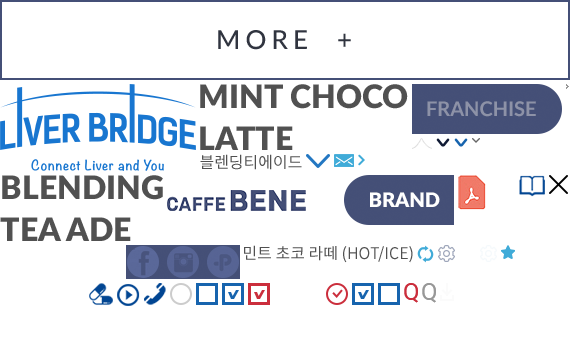 MORE +
LIVER BRIDGE
Connect Liver and You
MINT CHOCO
LATTE
FRANCHISE
블렌딩티에이드
BLENDING
TEA ADE
CAFFE BENE
BRAND
민트 초코 라떼 (HOT/ICE)